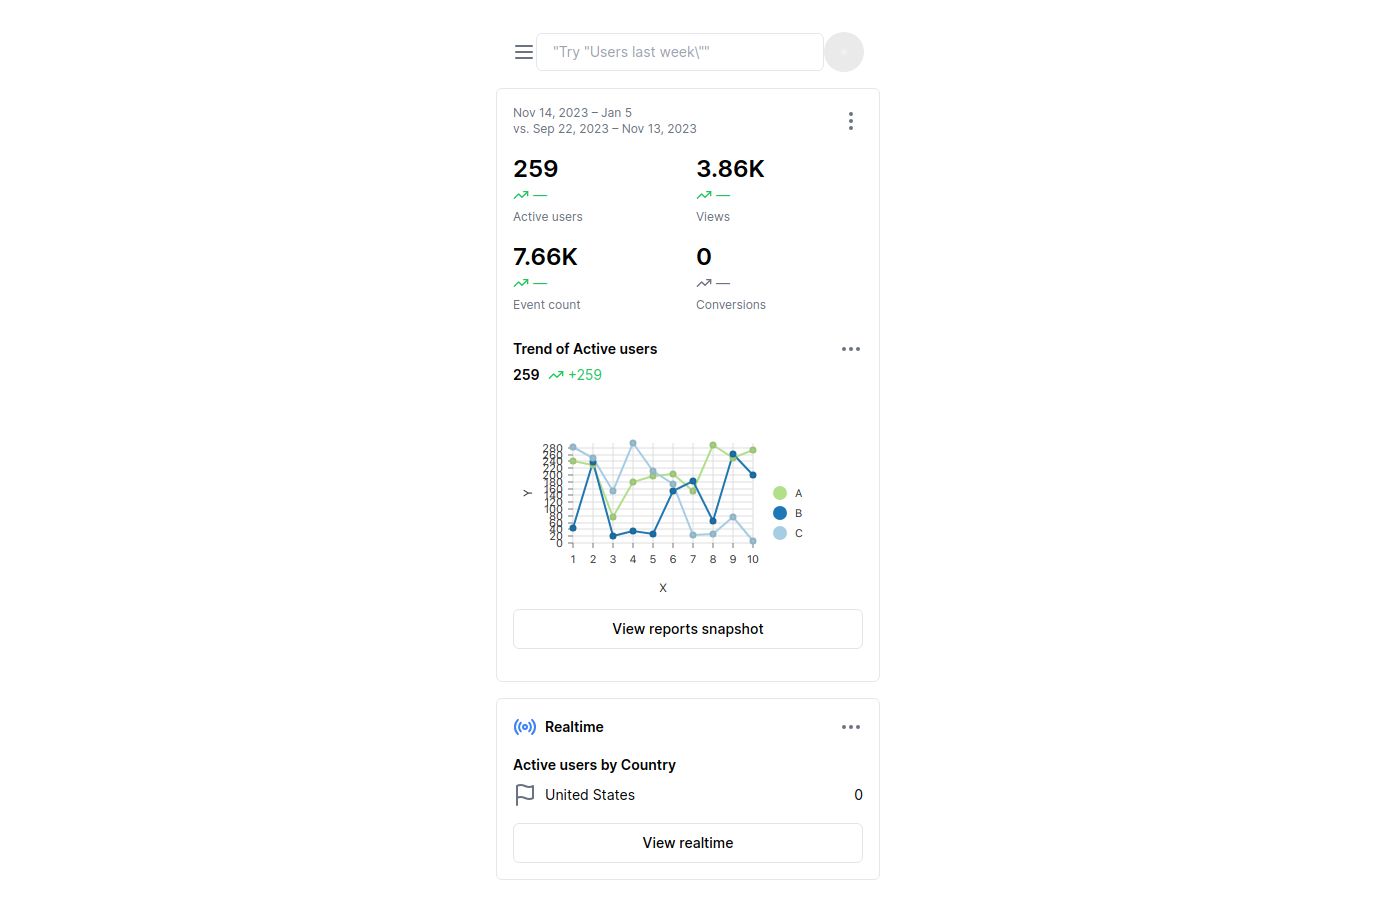 "Try "Users last week\""
Nov 14, 2023 – Jan 5
vs. Sep 22, 2023 – Nov 13, 2023
259
3.86K
—
—
Active users
Views
7.66K
0
—
—
Event count
Conversions
Trend of Active users
259 +259
280
260
240
220
200
180
160
140
120
100
80
60
40
20
0
Y
1 2 3 4 5 6 7 8 9 10
X
A
B
C
View reports snapshot
Realtime
Active users by Country
United States 0
View realtime